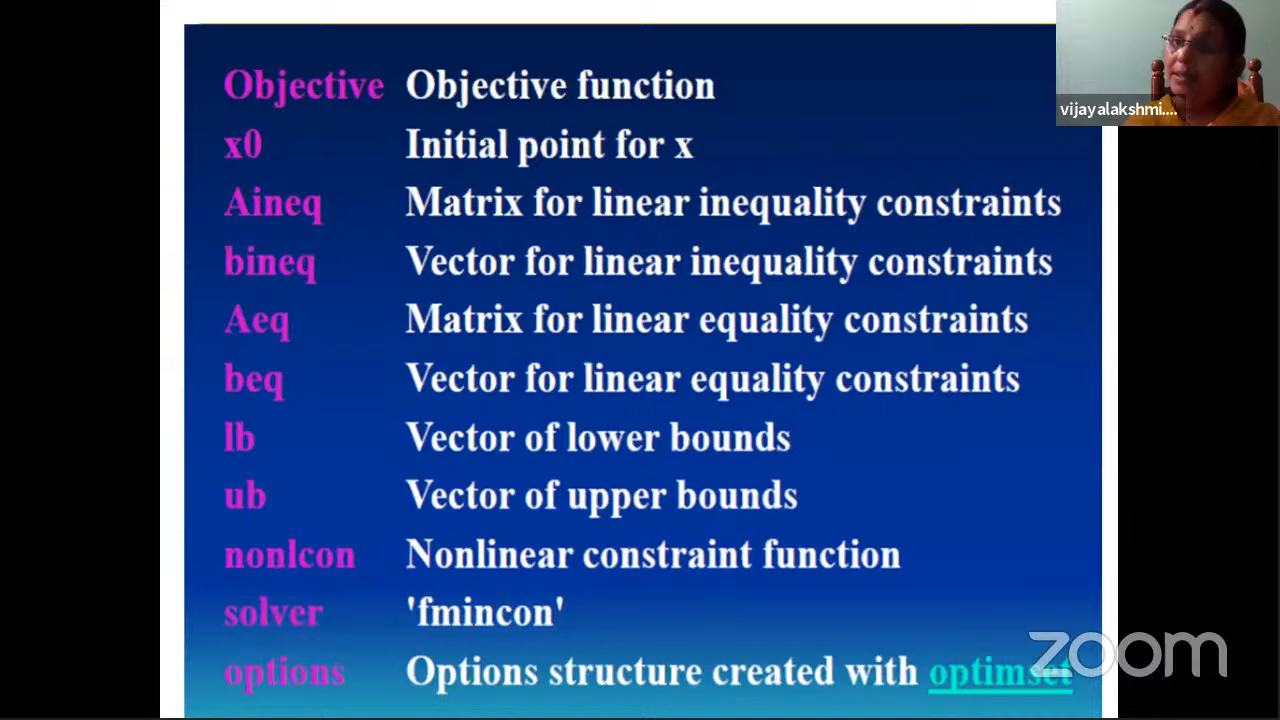 Objective Objective function
x0 Initial point for x
Aineq Matrix for linear inequality constraints
bineq Vector for linear inequality constraints
Aeq Matrix for linear equality constraints
beq Vector for linear equality constraints
lb Vector of lower bounds
ub Vector of upper bounds
nonlcon Nonlinear constraint function
solver 'fmincon'
options Options structure created with optimset
vijayalakshmi....
zoom